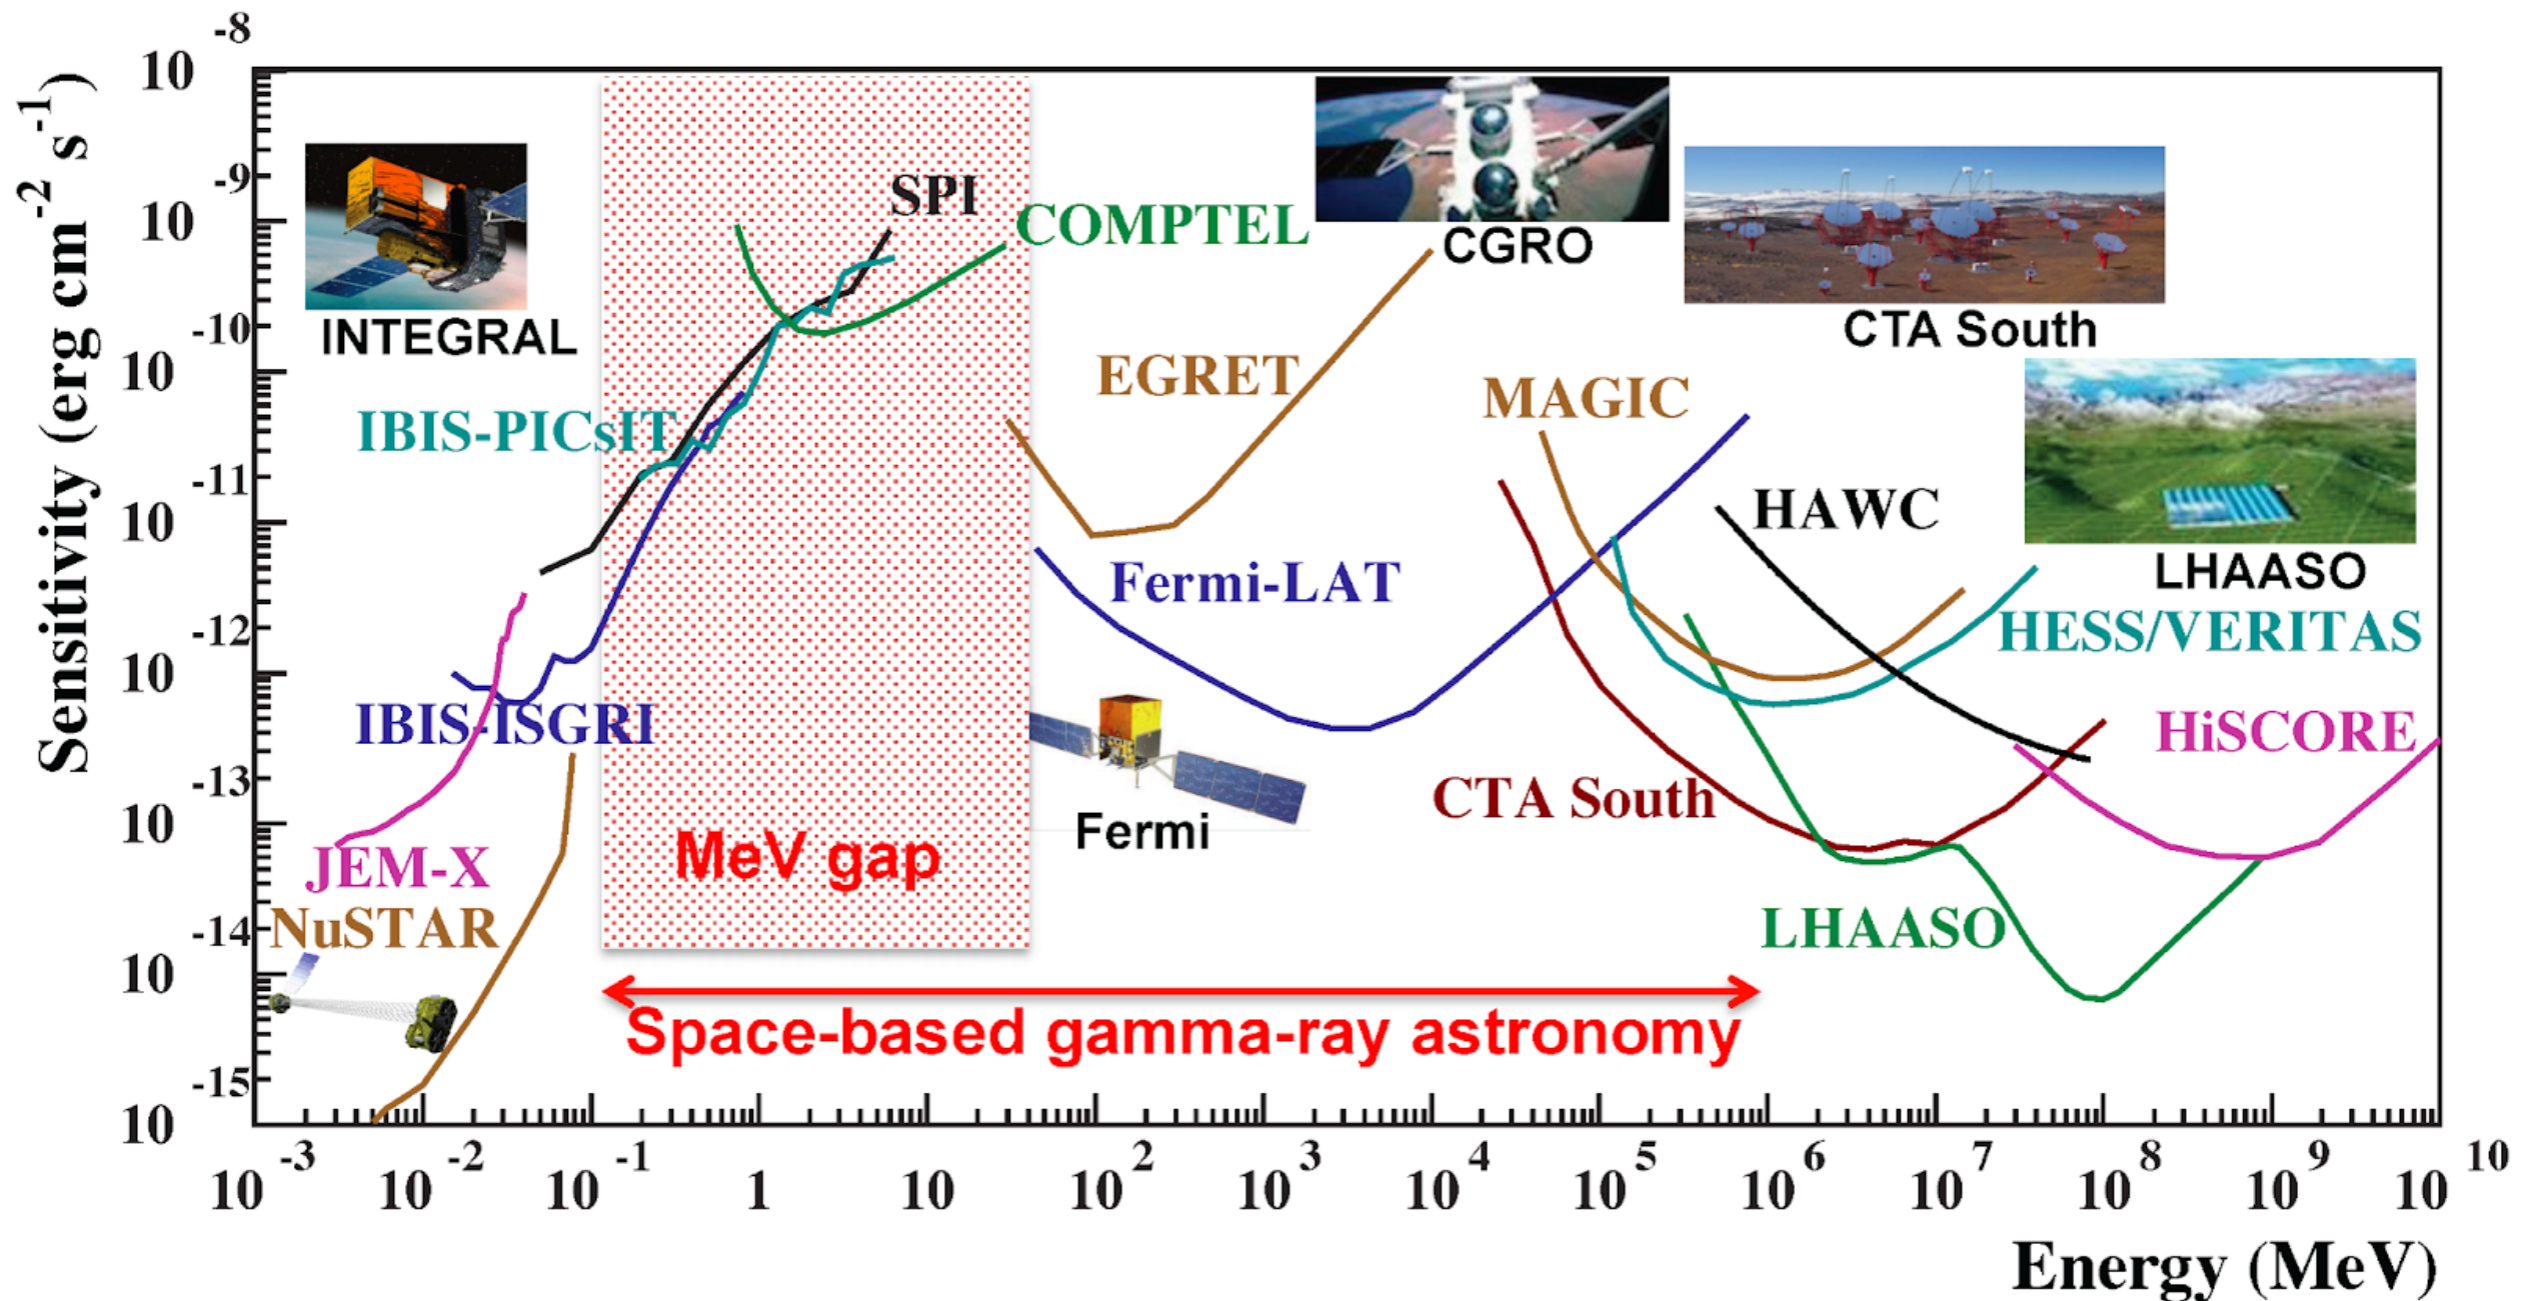 Sensitivity (erg cm⁻² s⁻¹)
10⁻⁸
10⁻⁹
10⁻¹⁰
10⁻¹¹
10⁻¹²
10⁻¹³
10⁻¹⁴
10⁻¹⁵
INTEGRAL
SPI
COMPTEL
CGRO
CTA South
IBIS-PICsIT
EGRET
MAGIC
HAWC
LHAASO
Fermi-LAT
HESS/VERITAS
IBIS-ISGRI
HiSCORE
CTA South
Fermi
MeV gap
JEM-X
NuSTAR
LHAASO
Space-based gamma-ray astronomy
10⁻³ 10⁻² 10⁻¹ 1 10 10² 10³ 10⁴ 10⁵ 10⁶ 10⁷ 10⁸ 10⁹ 10¹⁰
Energy (MeV)